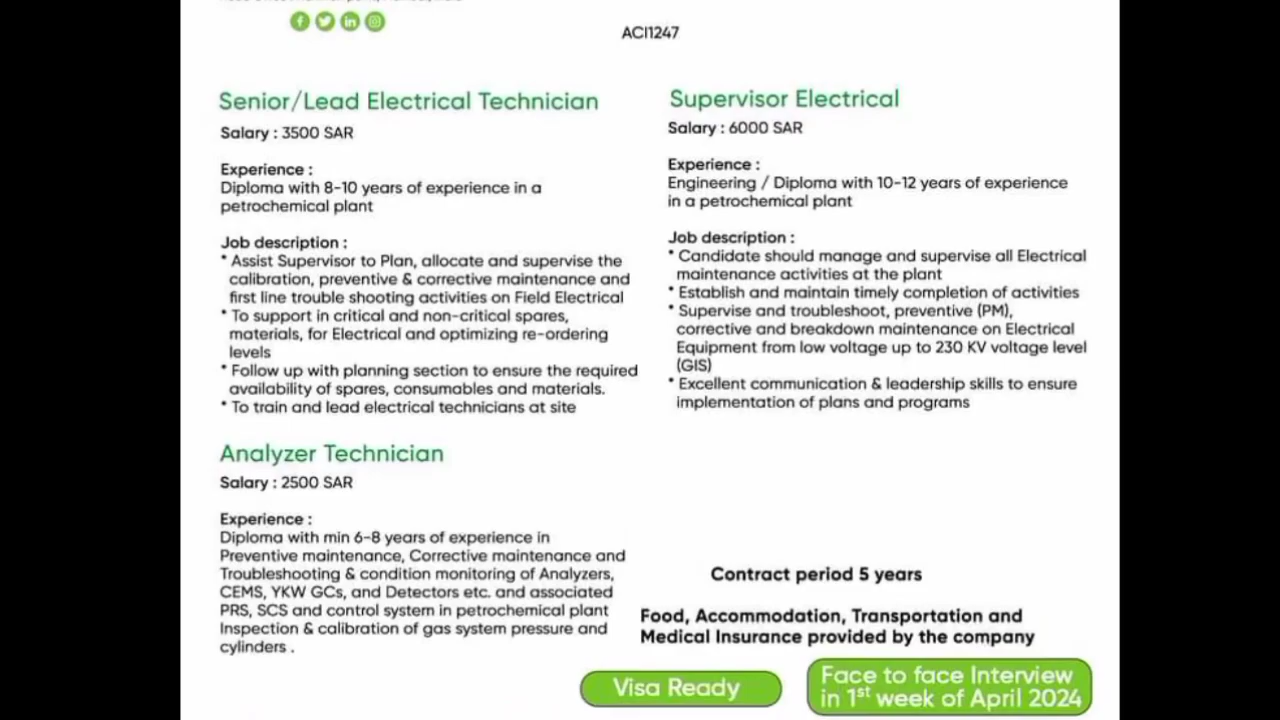 ACI1247
Senior/Lead Electrical Technician
Salary : 3500 SAR
Experience :
Diploma with 8-10 years of experience in a
petrochemical plant
Job description :
* Assist Supervisor to Plan, allocate and supervise the
calibration, preventive & corrective maintenance and
first line trouble shooting activities on Field Electrical
* To support in critical and non-critical spares,
materials, for Electrical and optimizing re-ordering
levels
* Follow up with planning section to ensure the required
availability of spares, consumables and materials.
* To train and lead electrical technicians at site
Supervisor Electrical
Salary : 6000 SAR
Experience :
Engineering / Diploma with 10-12 years of experience
in a petrochemical plant
Job description :
* Candidate should manage and supervise all Electrical
maintenance activities at the plant
* Establish and maintain timely completion of activities
* Supervise and troubleshoot, preventive (PM),
corrective and breakdown maintenance on Electrical
Equipment from low voltage up to 230 KV voltage level
(GIS)
* Excellent communication & leadership skills to ensure
implementation of plans and programs
Analyzer Technician
Salary : 2500 SAR
Experience :
Diploma with min 6-8 years of experience in
Preventive maintenance, Corrective maintenance and
Troubleshooting & condition monitoring of Analyzers,
CEMS, YKW GCs, and Detectors etc. and associated
PRS, SCS and control system in petrochemical plant
Inspection & calibration of gas system pressure and
cylinders .
Contract period 5 years
Food, Accommodation, Transportation and
Medical Insurance provided by the company
Visa Ready
Face to face Interview
in 1st week of April 2024